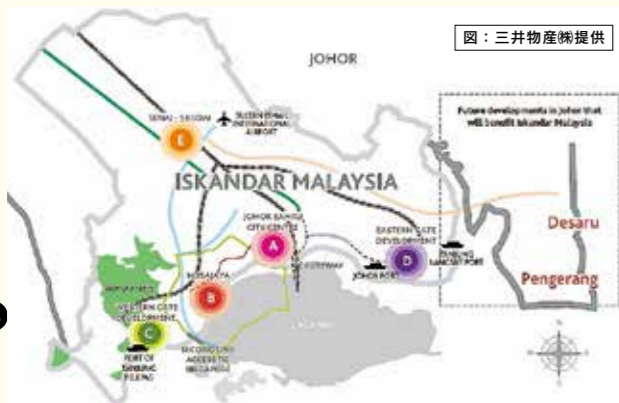 図：三井物産㈱提供
JOHOR
Future developments in Johor that
will benefit Iskandar Malaysia
SENAI - SKUDAI
INTERNATIONAL
AIRPORT
E
ISKANDAR MALAYSIA
JOHOR BAHRU
CITY CENTRE
A
EASTERN GATE
DEVELOPMENT
D
JOHOR PORT
TANJUNG
LANGSAT PORT
Desaru
Pengerang
NUSAJAYA
B
WESTERN GATE
DEVELOPMENT
C
PORT OF
TANJUNG
PELEPAS
SECOND LINK
ACCESS TO